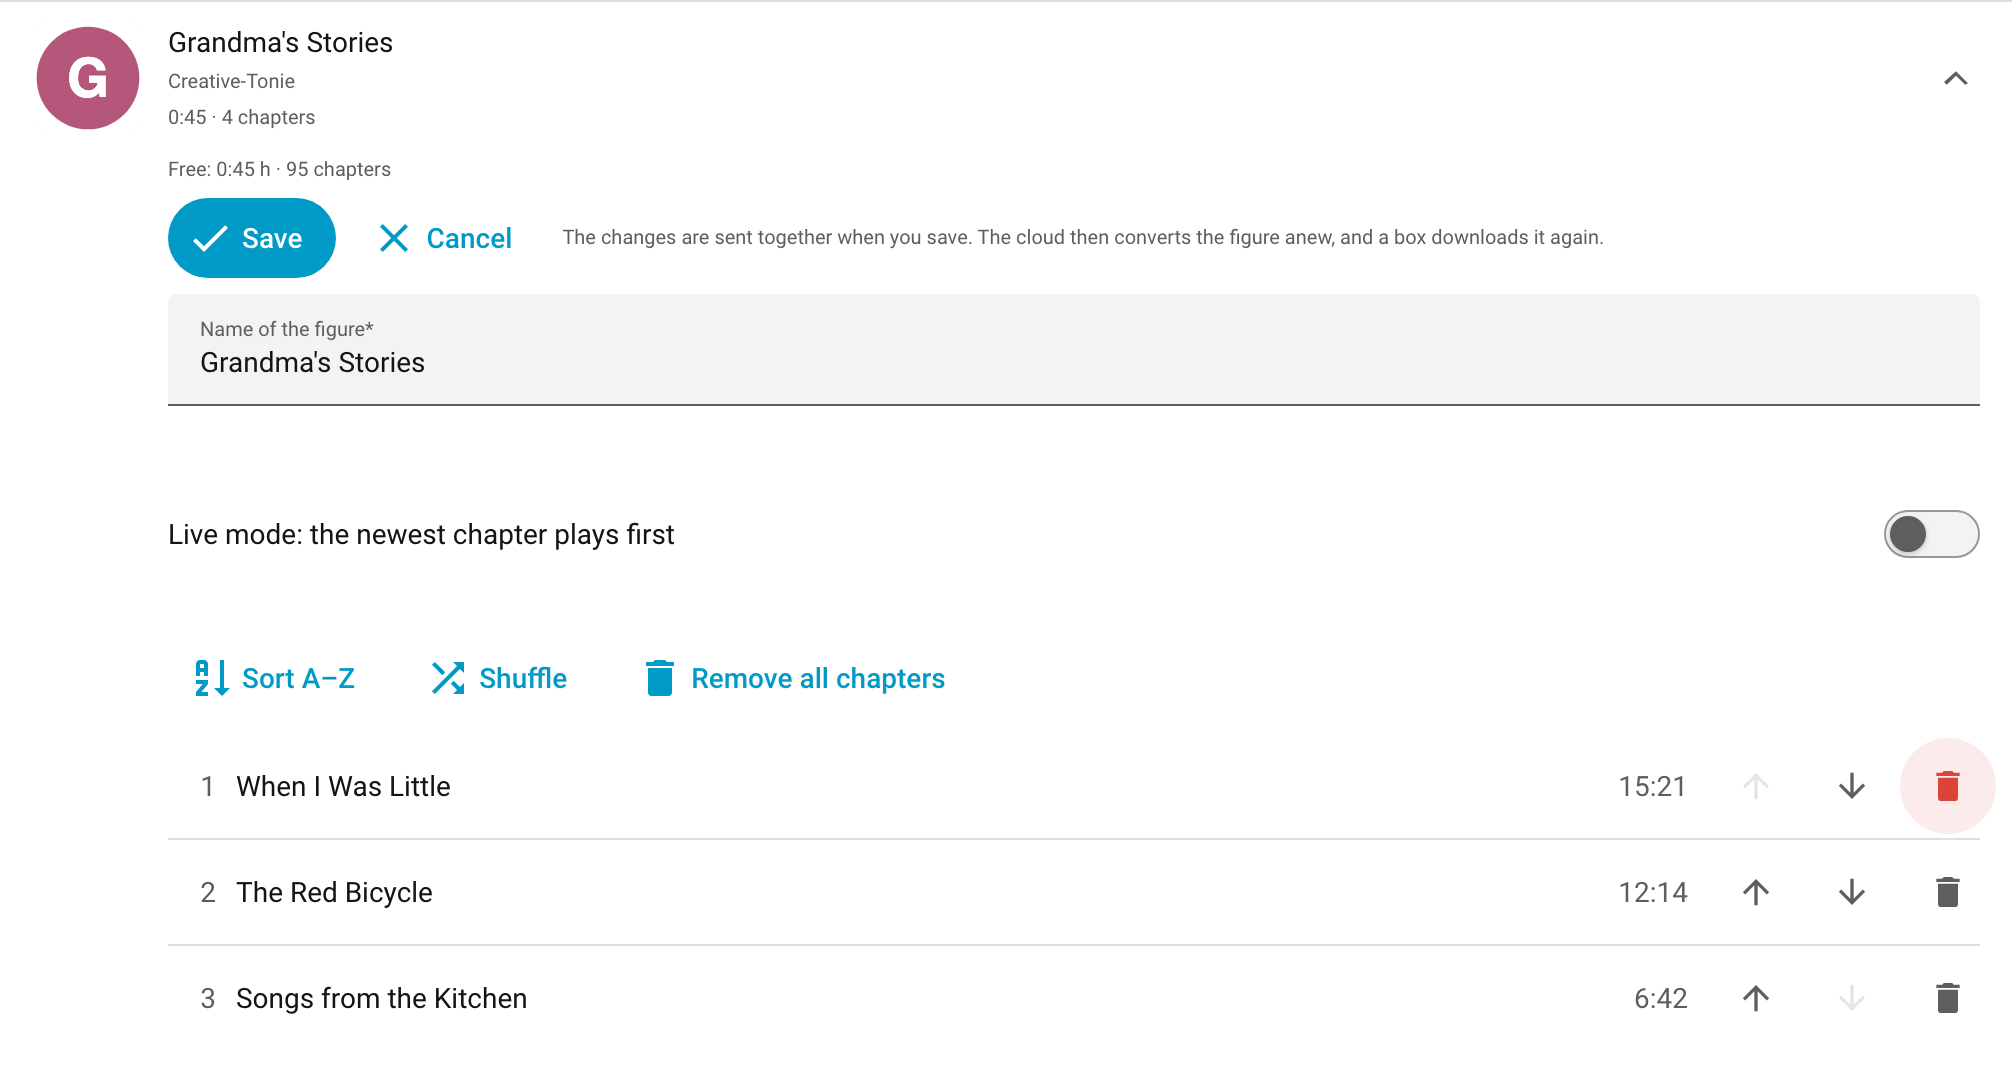 G
Grandma's Stories
Creative-Tonie
0:45 · 4 chapters
Free: 0:45 h · 95 chapters
Save
Cancel
The changes are sent together when you save. The cloud then converts the figure anew, and a box downloads it again.
Name of the figure*
Grandma's Stories
Live mode: the newest chapter plays first
Sort A–Z
Shuffle
Remove all chapters
1 When I Was Little 15:21
2 The Red Bicycle 12:14
3 Songs from the Kitchen 6:42